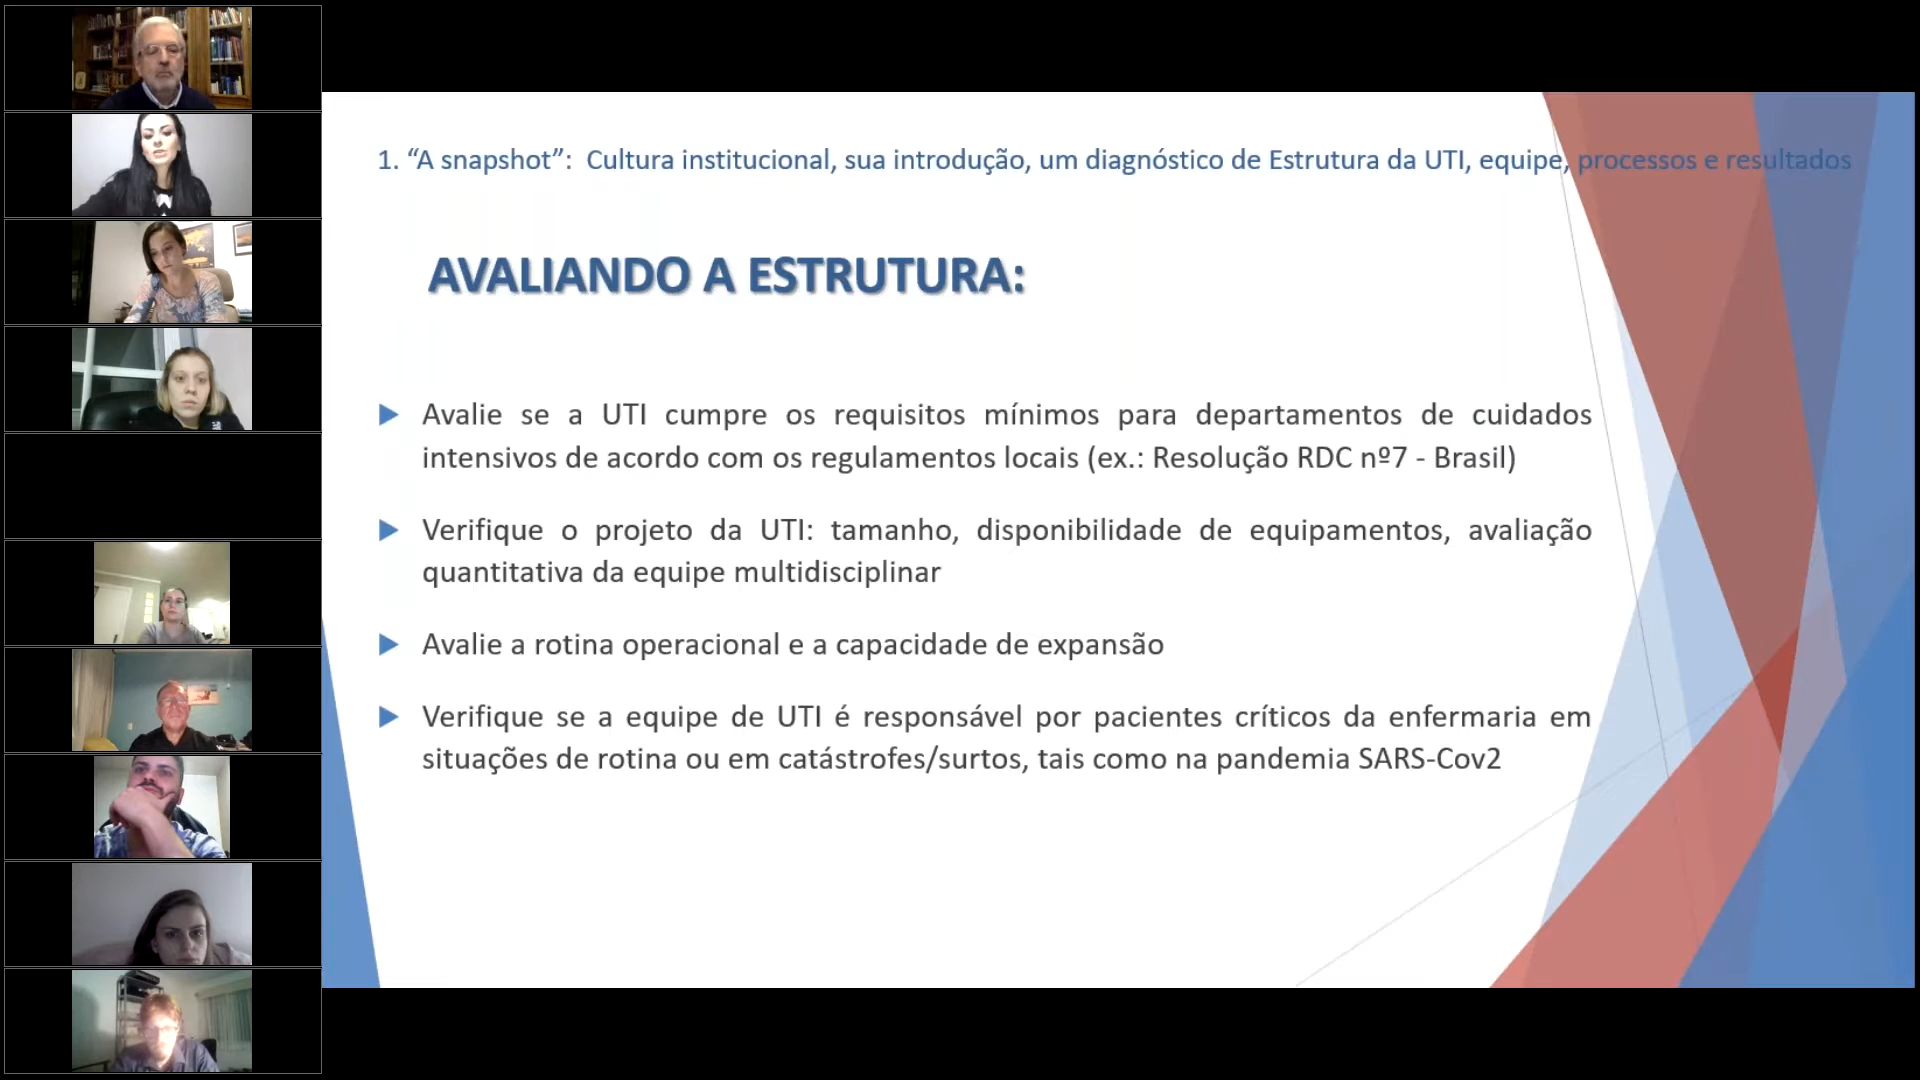 1. “A snapshot”: Cultura institucional, sua introdução, um diagnóstico de Estrutura da UTI, equipe, processos e resultados
AVALIANDO A ESTRUTURA:
Avalie se a UTI cumpre os requisitos mínimos para departamentos de cuidados
intensivos de acordo com os regulamentos locais (ex.: Resolução RDC nº7 - Brasil)
Verifique o projeto da UTI: tamanho, disponibilidade de equipamentos, avaliação
quantitativa da equipe multidisciplinar
Avalie a rotina operacional e a capacidade de expansão
Verifique se a equipe de UTI é responsável por pacientes críticos da enfermaria em
situações de rotina ou em catástrofes/surtos, tais como na pandemia SARS-Cov2